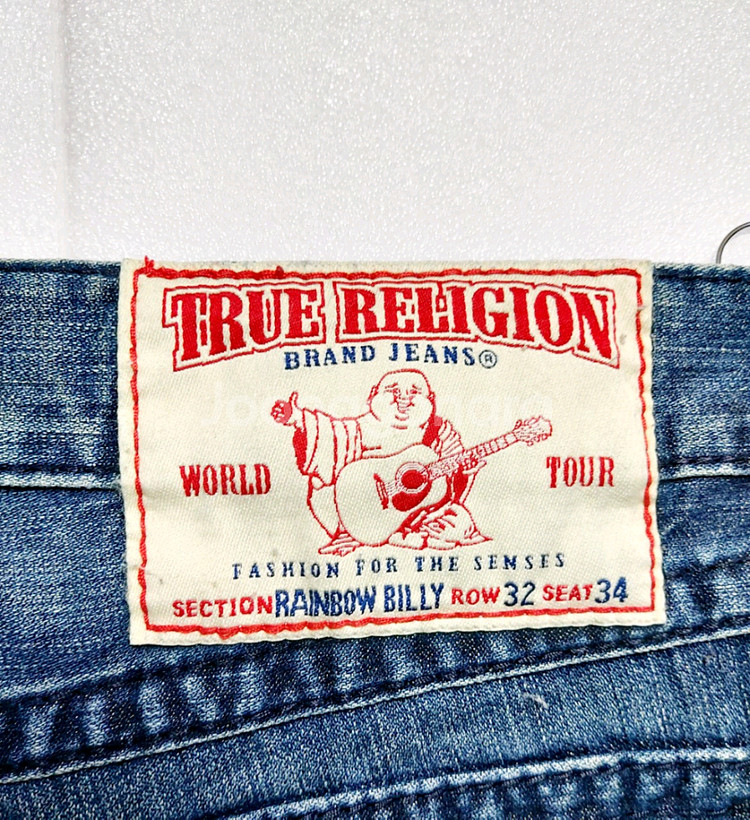 TRUE RELIGION
BRAND JEANS®
WORLD TOUR
FASHION FOR THE SENSES
SECTION RAINBOW BILLY ROW 32 SEAT 34